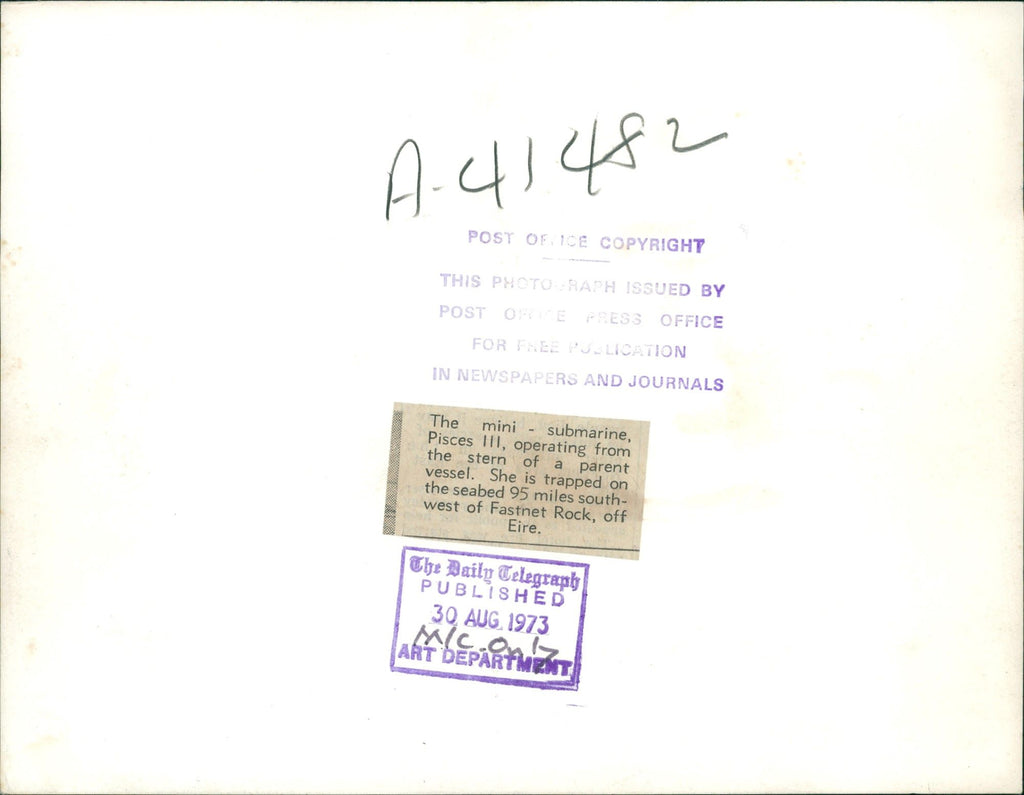 A-41482
POST OFFICE COPYRIGHT
THIS PHOTOGRAPH ISSUED BY
POST OFFICE PRESS OFFICE
FOR FREE PUBLICATION
IN NEWSPAPERS AND JOURNALS
The mini - submarine,
Pisces III, operating from
the stern of a parent
vessel. She is trapped on
the seabed 95 miles south-
west of Fastnet Rock, off
Eire.
The Daily Telegraph
PUBLISHED
30 AUG 1973
M/C. Only
ART DEPARTMENT